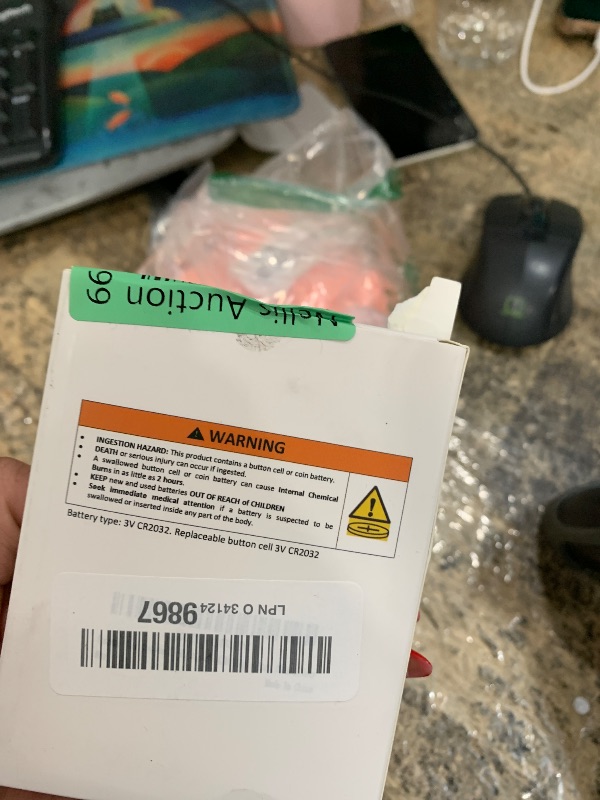 Nellis Auction
99
WARNING
INGESTION HAZARD: This product contains a button cell or coin battery.
DEATH or serious injury can occur if ingested.
A swallowed button cell or coin battery can cause Internal Chemical
Burns in as little as 2 hours.
KEEP new and used batteries OUT OF REACH of CHILDREN
Seek immediate medical attention if a battery is suspected to be
swallowed or inserted inside any part of the body.
Battery type: 3V CR2032. Replaceable button cell 3V CR2032
LPN O 34124 9867